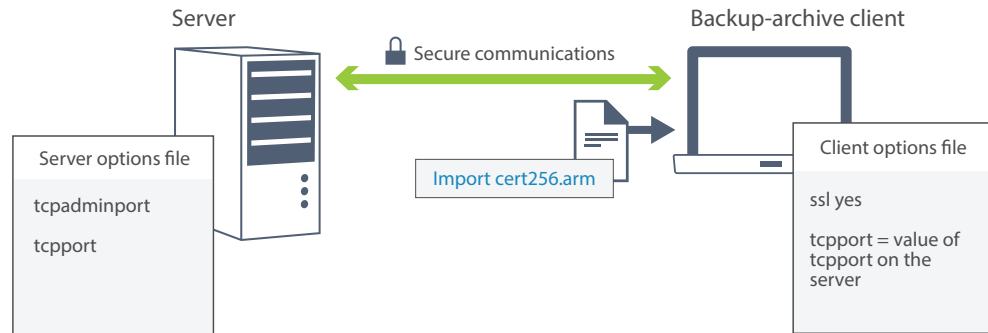 Server
Backup-archive client
Secure communications
Server options file
tcpadminport
tcpport
Import cert256.arm
Client options file
ssl yes
tcpport = value of
tcpport on the
server